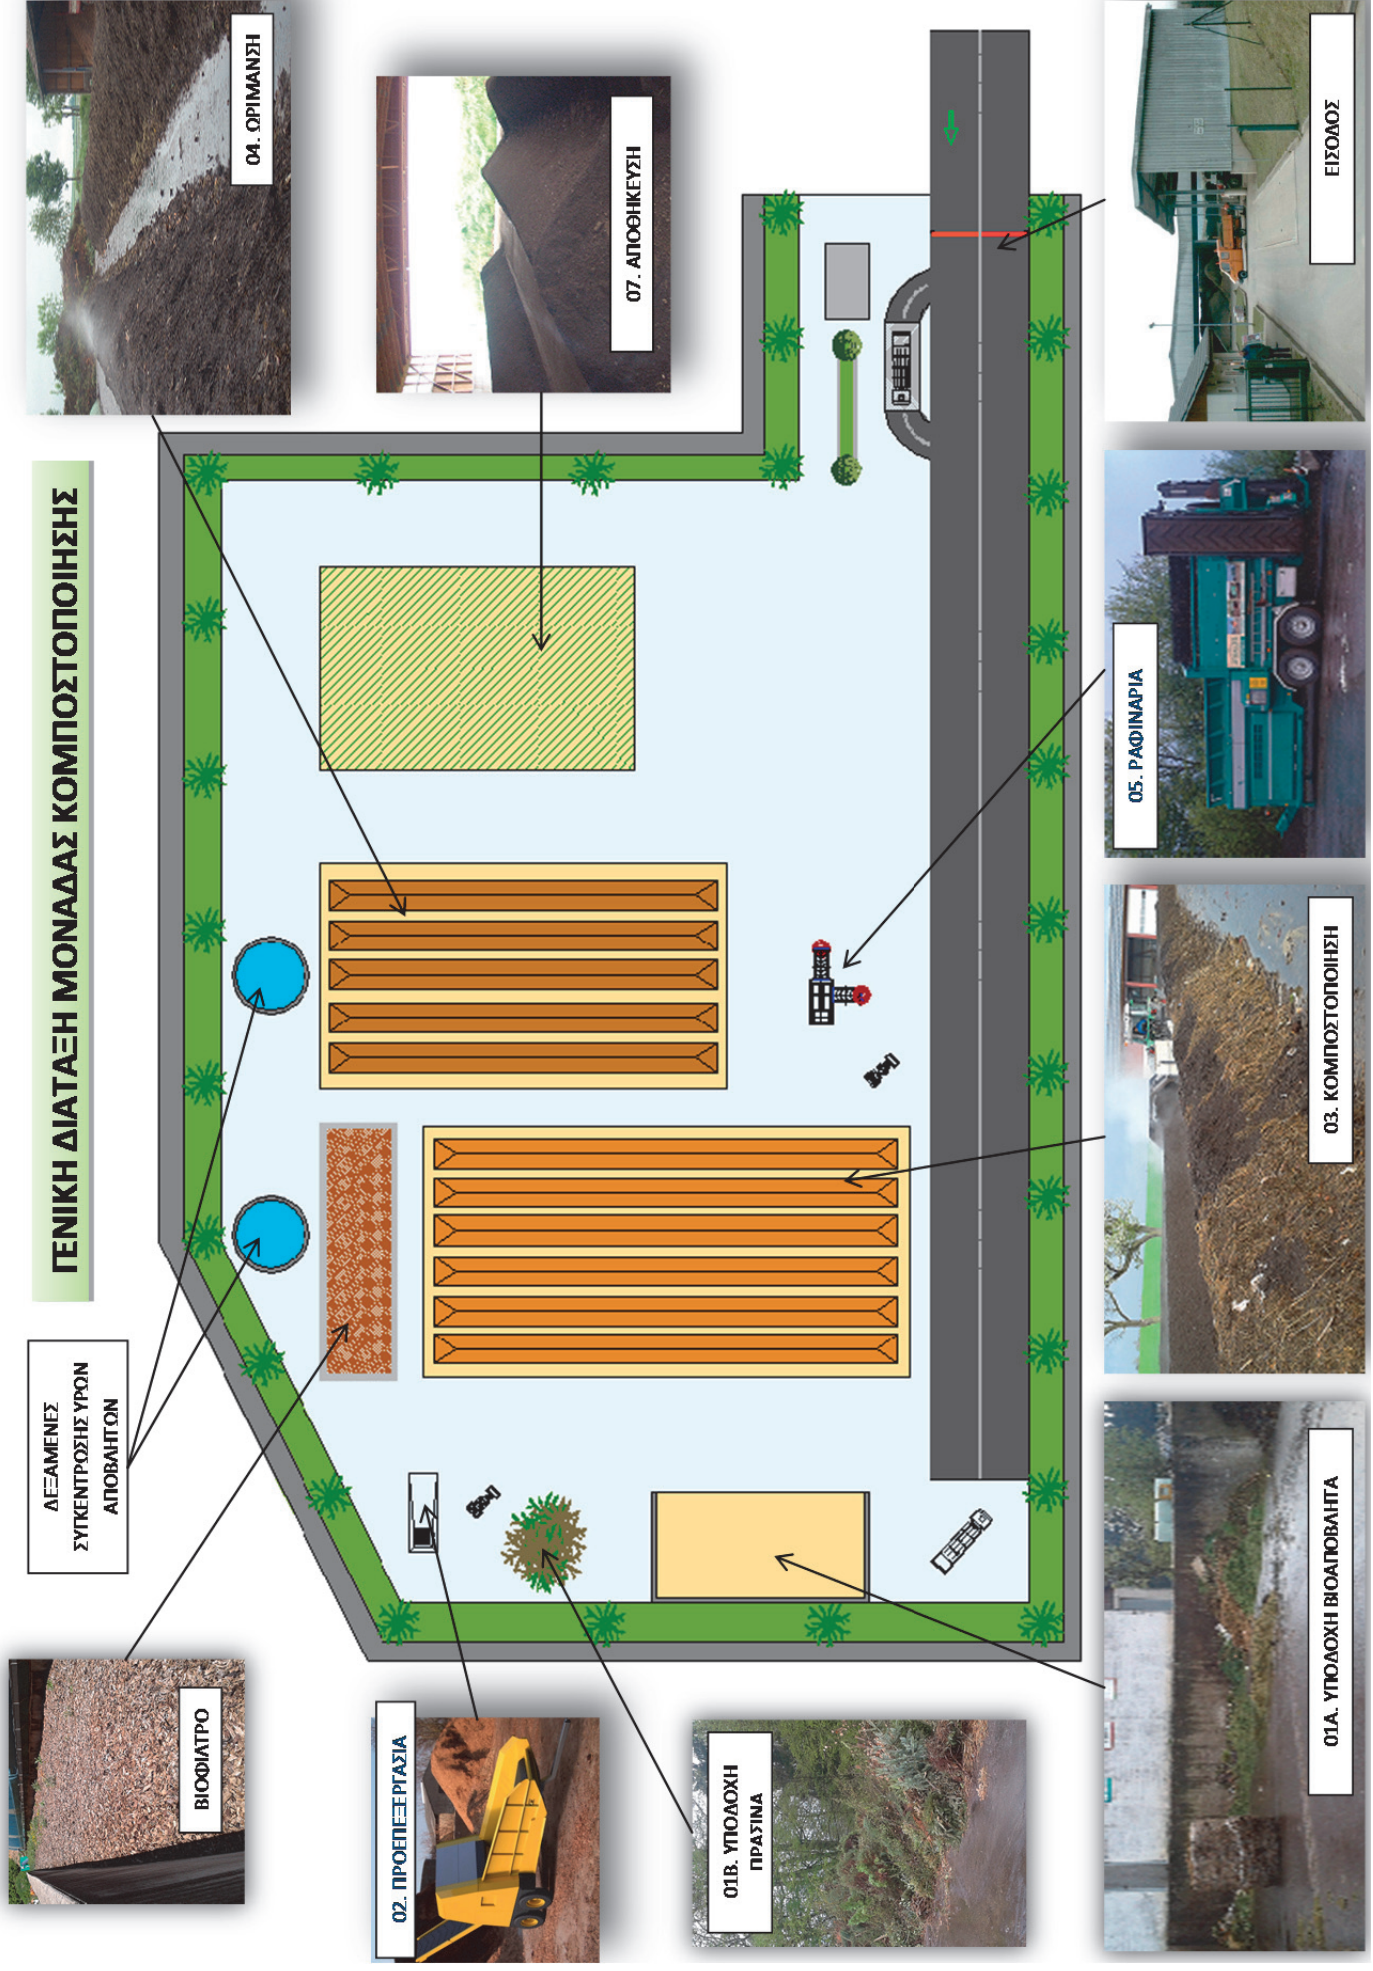 ΓΕΝΙΚΗ ΔΙΑΤΑΞΗ ΜΟΝΑΔΑΣ ΚΟΜΠΟΣΤΟΠΟΙΗΣΗΣ
ΒΙΟΦΙΛΤΡΟ
ΔΕΞΑΜΕΝΕΣ
ΣΥΓΚΕΝΤΡΩΣΗΣ ΥΡΩΝ
ΑΠΟΒΛΗΤΩΝ
04. ΩΡΙΜΑΝΣΗ
07. ΑΠΟΘΗΚΕΥΣΗ
02. ΠΡΟΕΠΕΞΕΡΓΑΣΙΑ
01Β. ΥΠΟΔΟΧΗ
ΠΡΑΣΙΝΑ
01Α. ΥΠΟΔΟΧΗ ΒΙΟΑΠΟΒΛΗΤΑ
03. ΚΟΜΠΟΣΤΟΠΟΙΗΣΗ
05. ΡΑΦΙΝΑΡΙΑ
ΕΙΣΟΔΟΣ